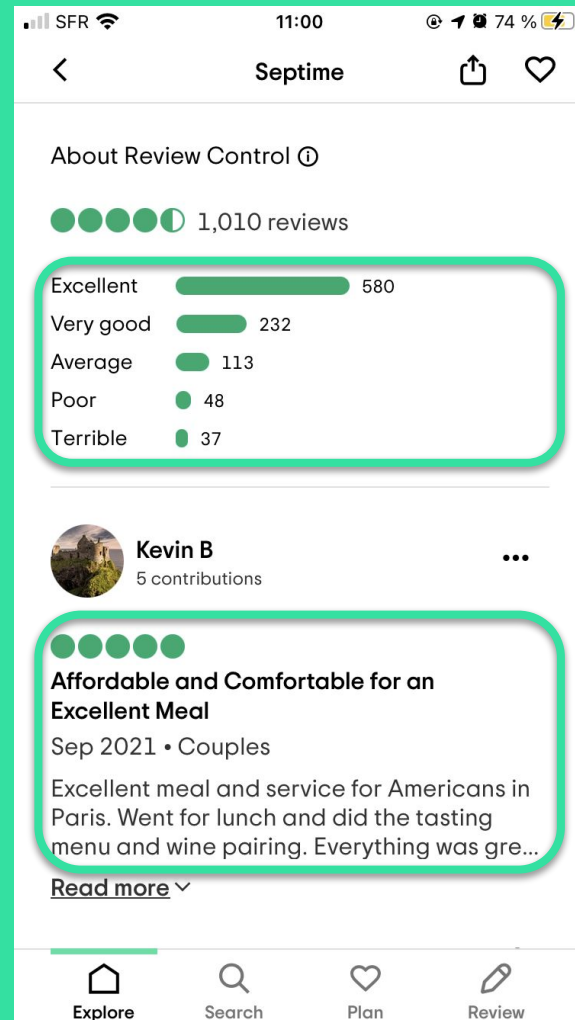 SFR 11:00 74 %
Septime
About Review Control
1,010 reviews
Excellent 580
Very good 232
Average 113
Poor 48
Terrible 37
Kevin B
5 contributions
Affordable and Comfortable for an
Excellent Meal
Sep 2021 • Couples
Excellent meal and service for Americans in
Paris. Went for lunch and did the tasting
menu and wine pairing. Everything was gre...
Read more
Explore Search Plan Review